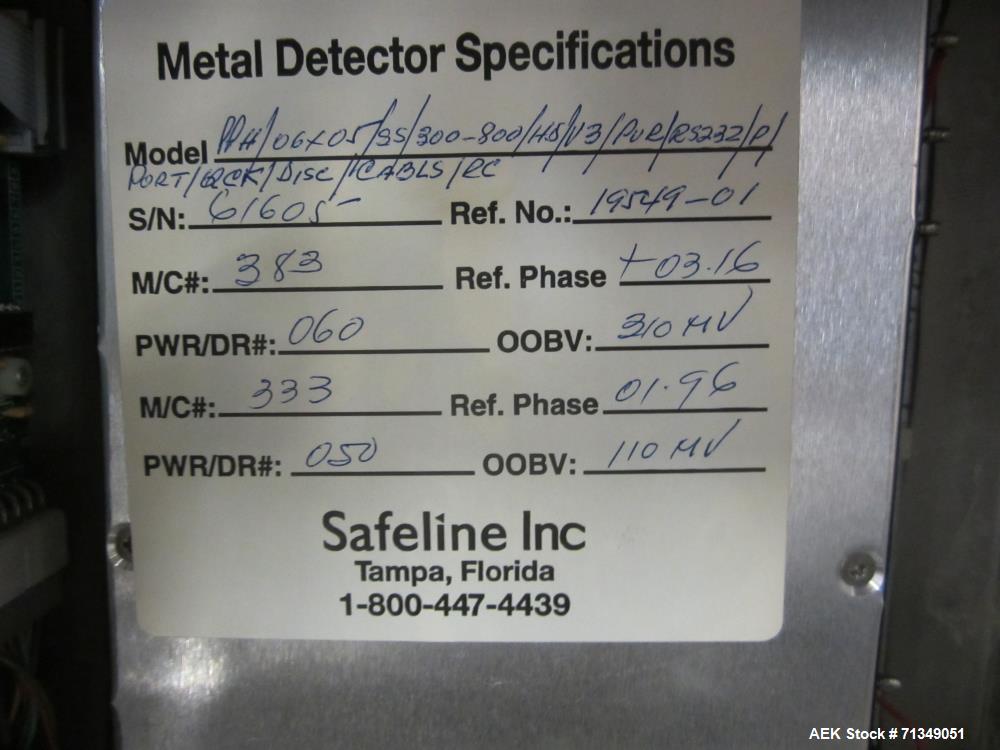 Metal Detector Specifications
Model PPH/06x05/SS/300-800/HS/V3/PVR/RS232/P/
PORT/ /DISC/CABLS/RC
S/N: 61605 Ref. No.: 19549-01
M/C#: 383 Ref. Phase +03.16
PWR/DR#: 060 OOBV: 310 MV
M/C#: 333 Ref. Phase 01.96
PWR/DR#: 050 OOBV: 110 MV
Safeline Inc
Tampa, Florida
1-800-447-4439
AEK Stock # 71349051